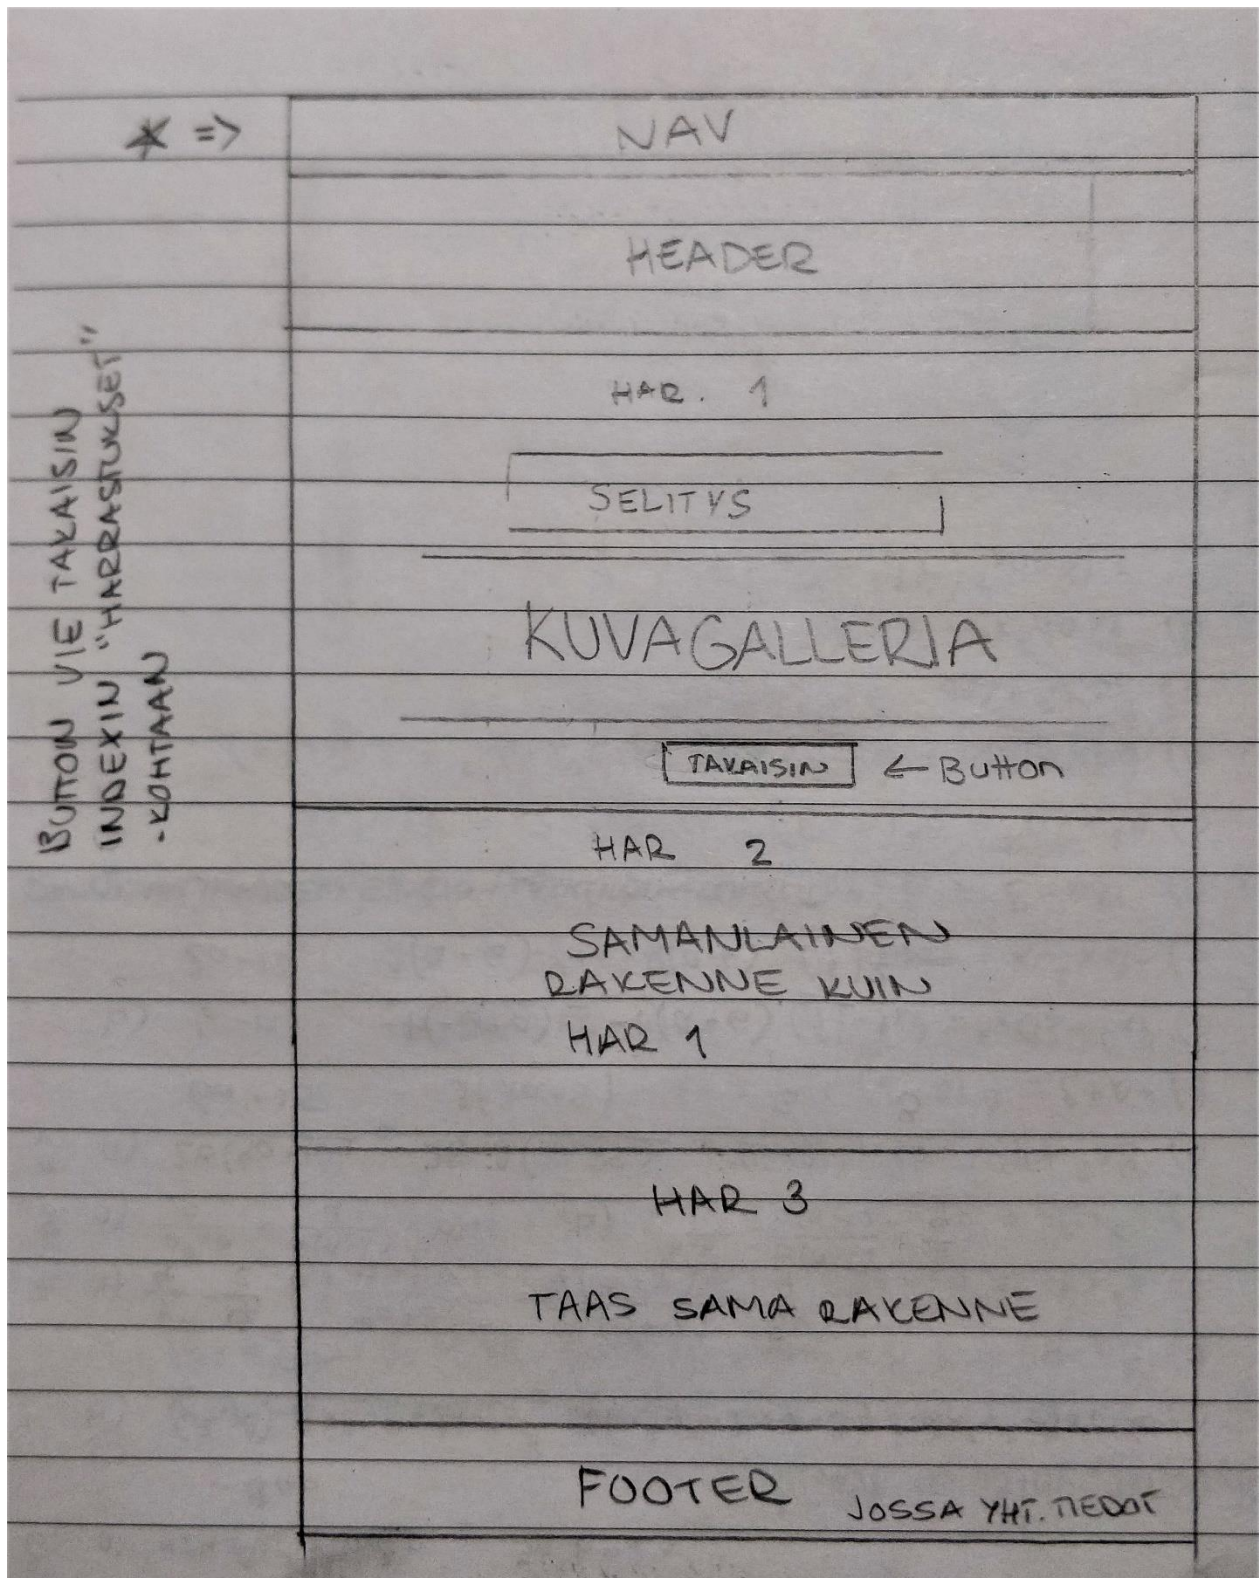 * =>
NAV
HEADER
HAR. 1
SELITYS
KUVAGALLERIA
TAKAISIN ← Button
HAR 2
SAMANLAINEN
RAKENNE KUIN
HAR 1
HAR 3
TAAS SAMA RAKENNE
FOOTER JOSSA YHT. TIEDOT
BUTTON VIE TAKAISIN
INDEXIN "HARRASTUKSET"
-KOHTAAN